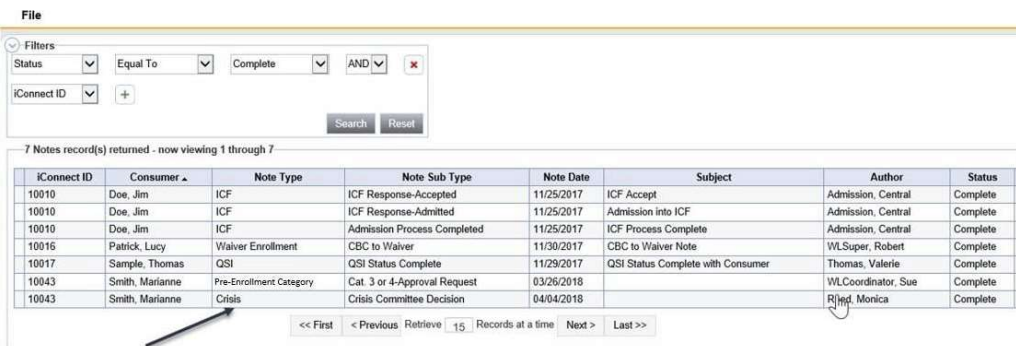 File
Filters
Status Equal To Complete AND
iConnect ID
Search Reset
7 Notes record(s) returned - now viewing 1 through 7
iConnect ID Consumer Note Type Note Sub Type Note Date Subject Author Status
10010 Doe, Jim ICF ICF Response-Accepted 11/25/2017 ICF Accept Admission, Central Complete
10010 Doe, Jim ICF ICF Response-Admitted 11/25/2017 Admission into ICF Admission, Central Complete
10010 Doe, Jim ICF Admission Process Completed 11/25/2017 ICF Process Complete Admission, Central Complete
10016 Patrick, Lucy Waiver Enrollment CBC to Waiver 11/30/2017 CBC to Waiver Note WLSuper, Robert Complete
10017 Sample, Thomas QSI QSI Status Complete 11/29/2017 QSI Status Complete with Consumer Thomas, Valerie Complete
10043 Smith, Marianne Pre-Enrollment Category Cat. 3 or 4-Approval Request 03/26/2018 WLCoordinator, Sue Complete
10043 Smith, Marianne Crisis Crisis Committee Decision 04/04/2018 Monica Complete
<< First < Previous Retrieve 15 Records at a time Next > Last >>